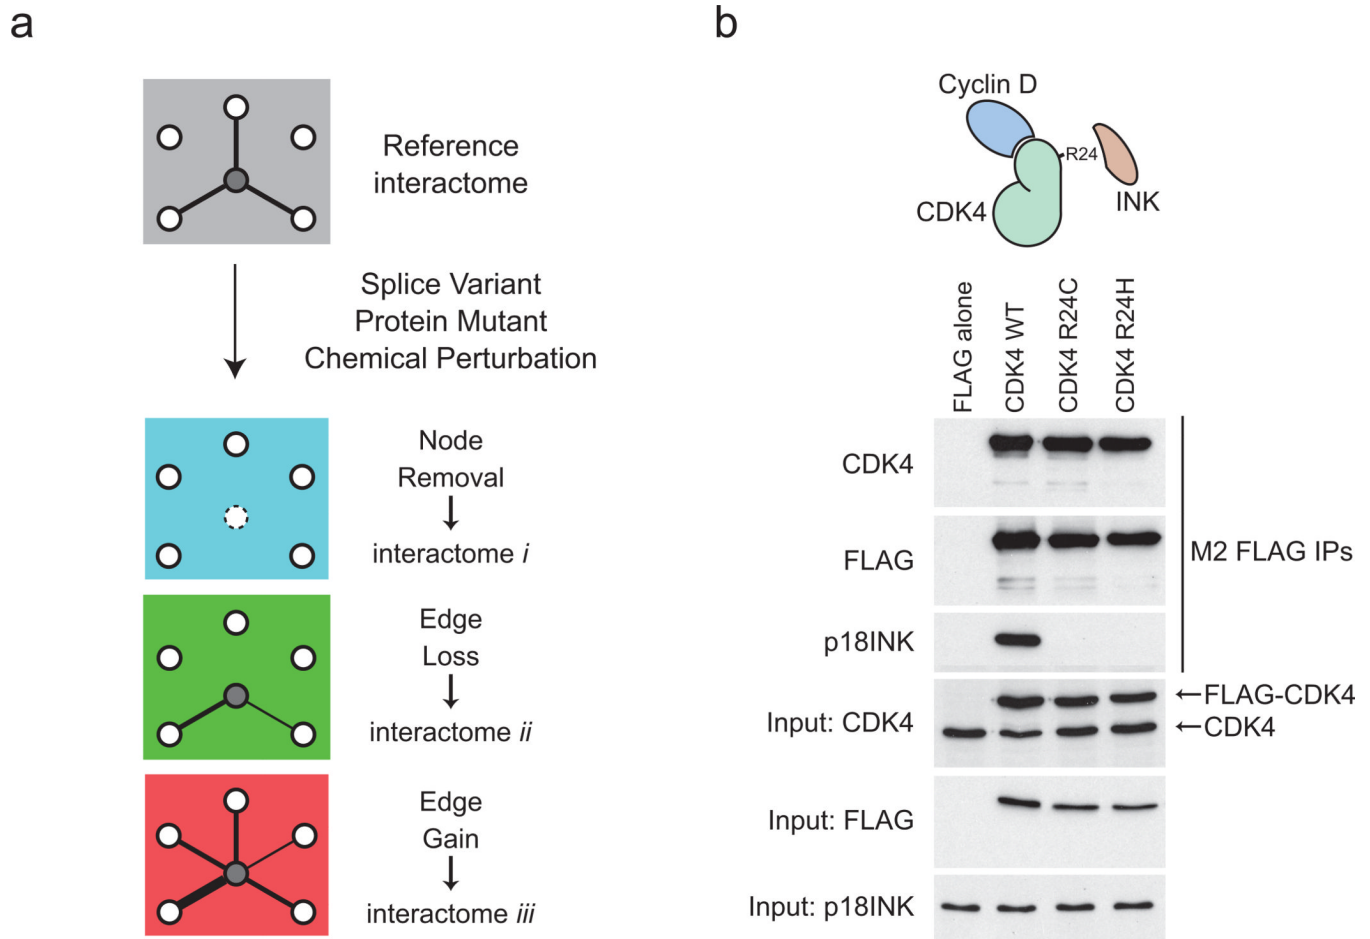 a
Reference
interactome
Splice Variant
Protein Mutant
Chemical Perturbation
Node
Removal
interactome i
Edge
Loss
interactome ii
Edge
Gain
interactome iii
b
Cyclin D
R24
CDK4
INK
FLAG alone
CDK4 WT
CDK4 R24C
CDK4 R24H
CDK4
FLAG
p18INK
M2 FLAG IPs
Input: CDK4
←FLAG-CDK4
←CDK4
Input: FLAG
Input: p18INK